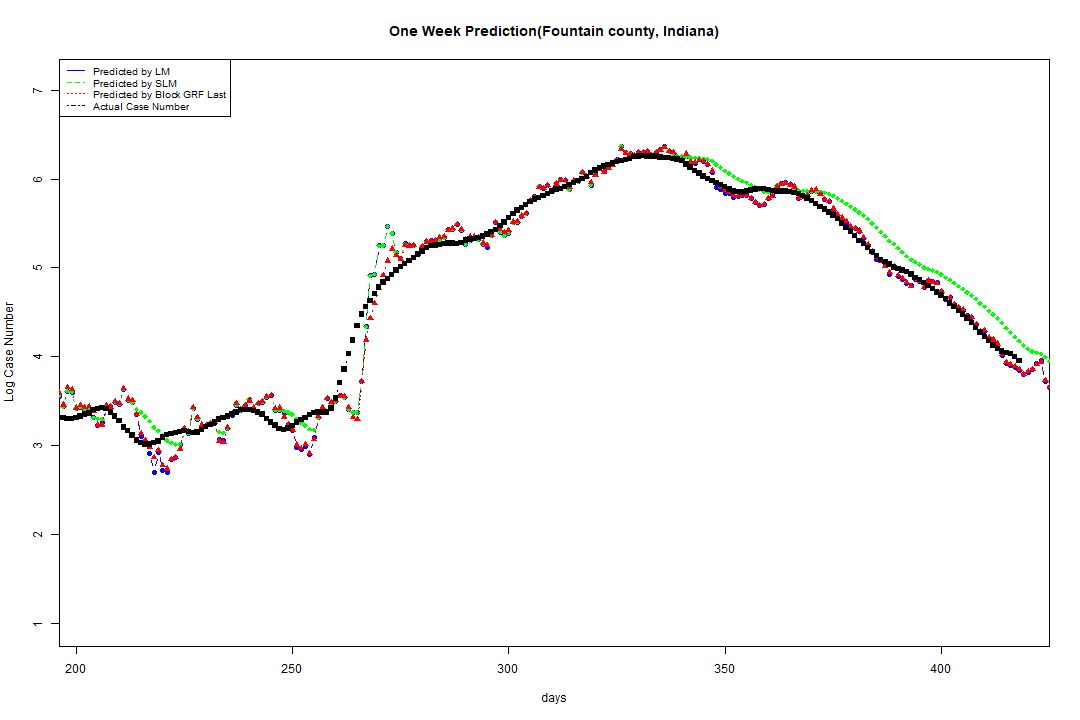 One Week Prediction(Fountain county, Indiana)
Predicted by LM
Predicted by SLM
Predicted by Block GRF Last
Actual Case Number
7
6
5
4
3
2
1
Log Case Number
200 250 300 350 400
days